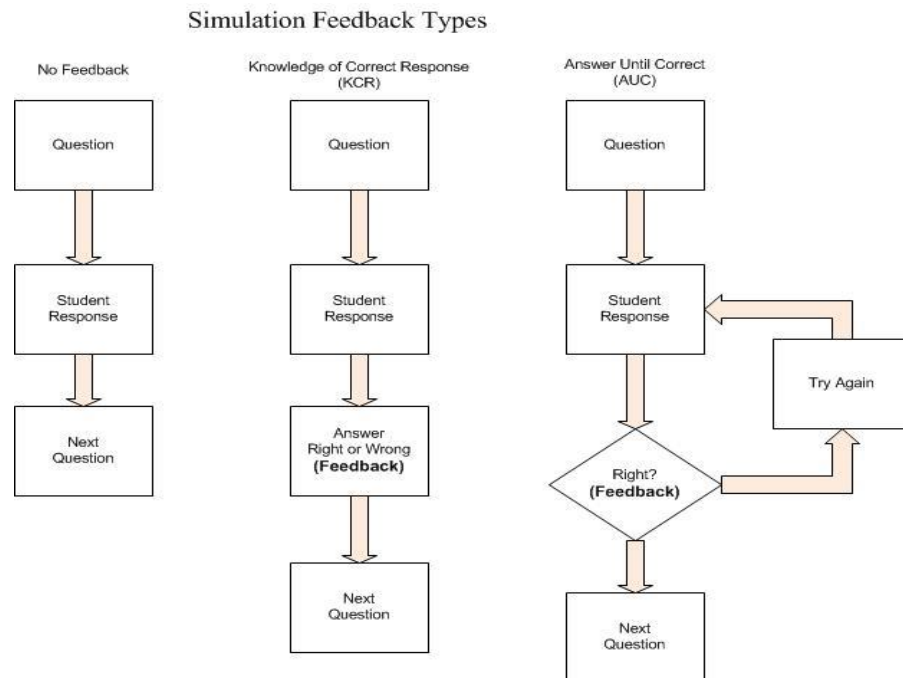 Simulation Feedback Types
No Feedback
Question
Student
Response
Next
Question
Knowledge of Correct Response
(KCR)
Question
Student
Response
Answer
Right or Wrong
(Feedback)
Next
Question
Answer Until Correct
(AUC)
Question
Student
Response
Try Again
Right?
(Feedback)
Next
Question